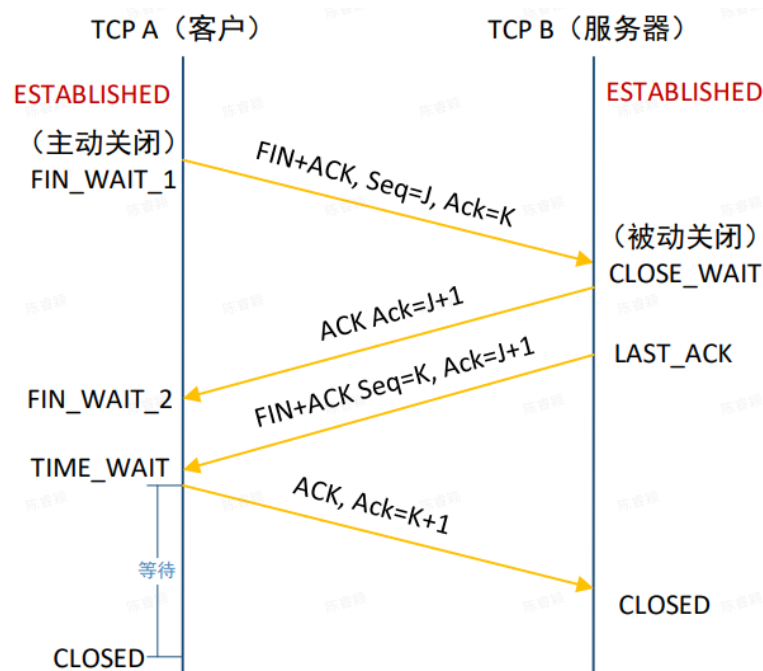 TCP A（客户） TCP B（服务器）
ESTABLISHED
ESTABLISHED
（主动关闭）
FIN_WAIT_1
FIN+ACK, Seq=J, Ack=K
（被动关闭）
CLOSE_WAIT
ACK Ack=J+1
LAST_ACK
FIN_WAIT_2
FIN+ACK Seq=K, Ack=J+1
TIME_WAIT
ACK, Ack=K+1
等待
CLOSED
CLOSED